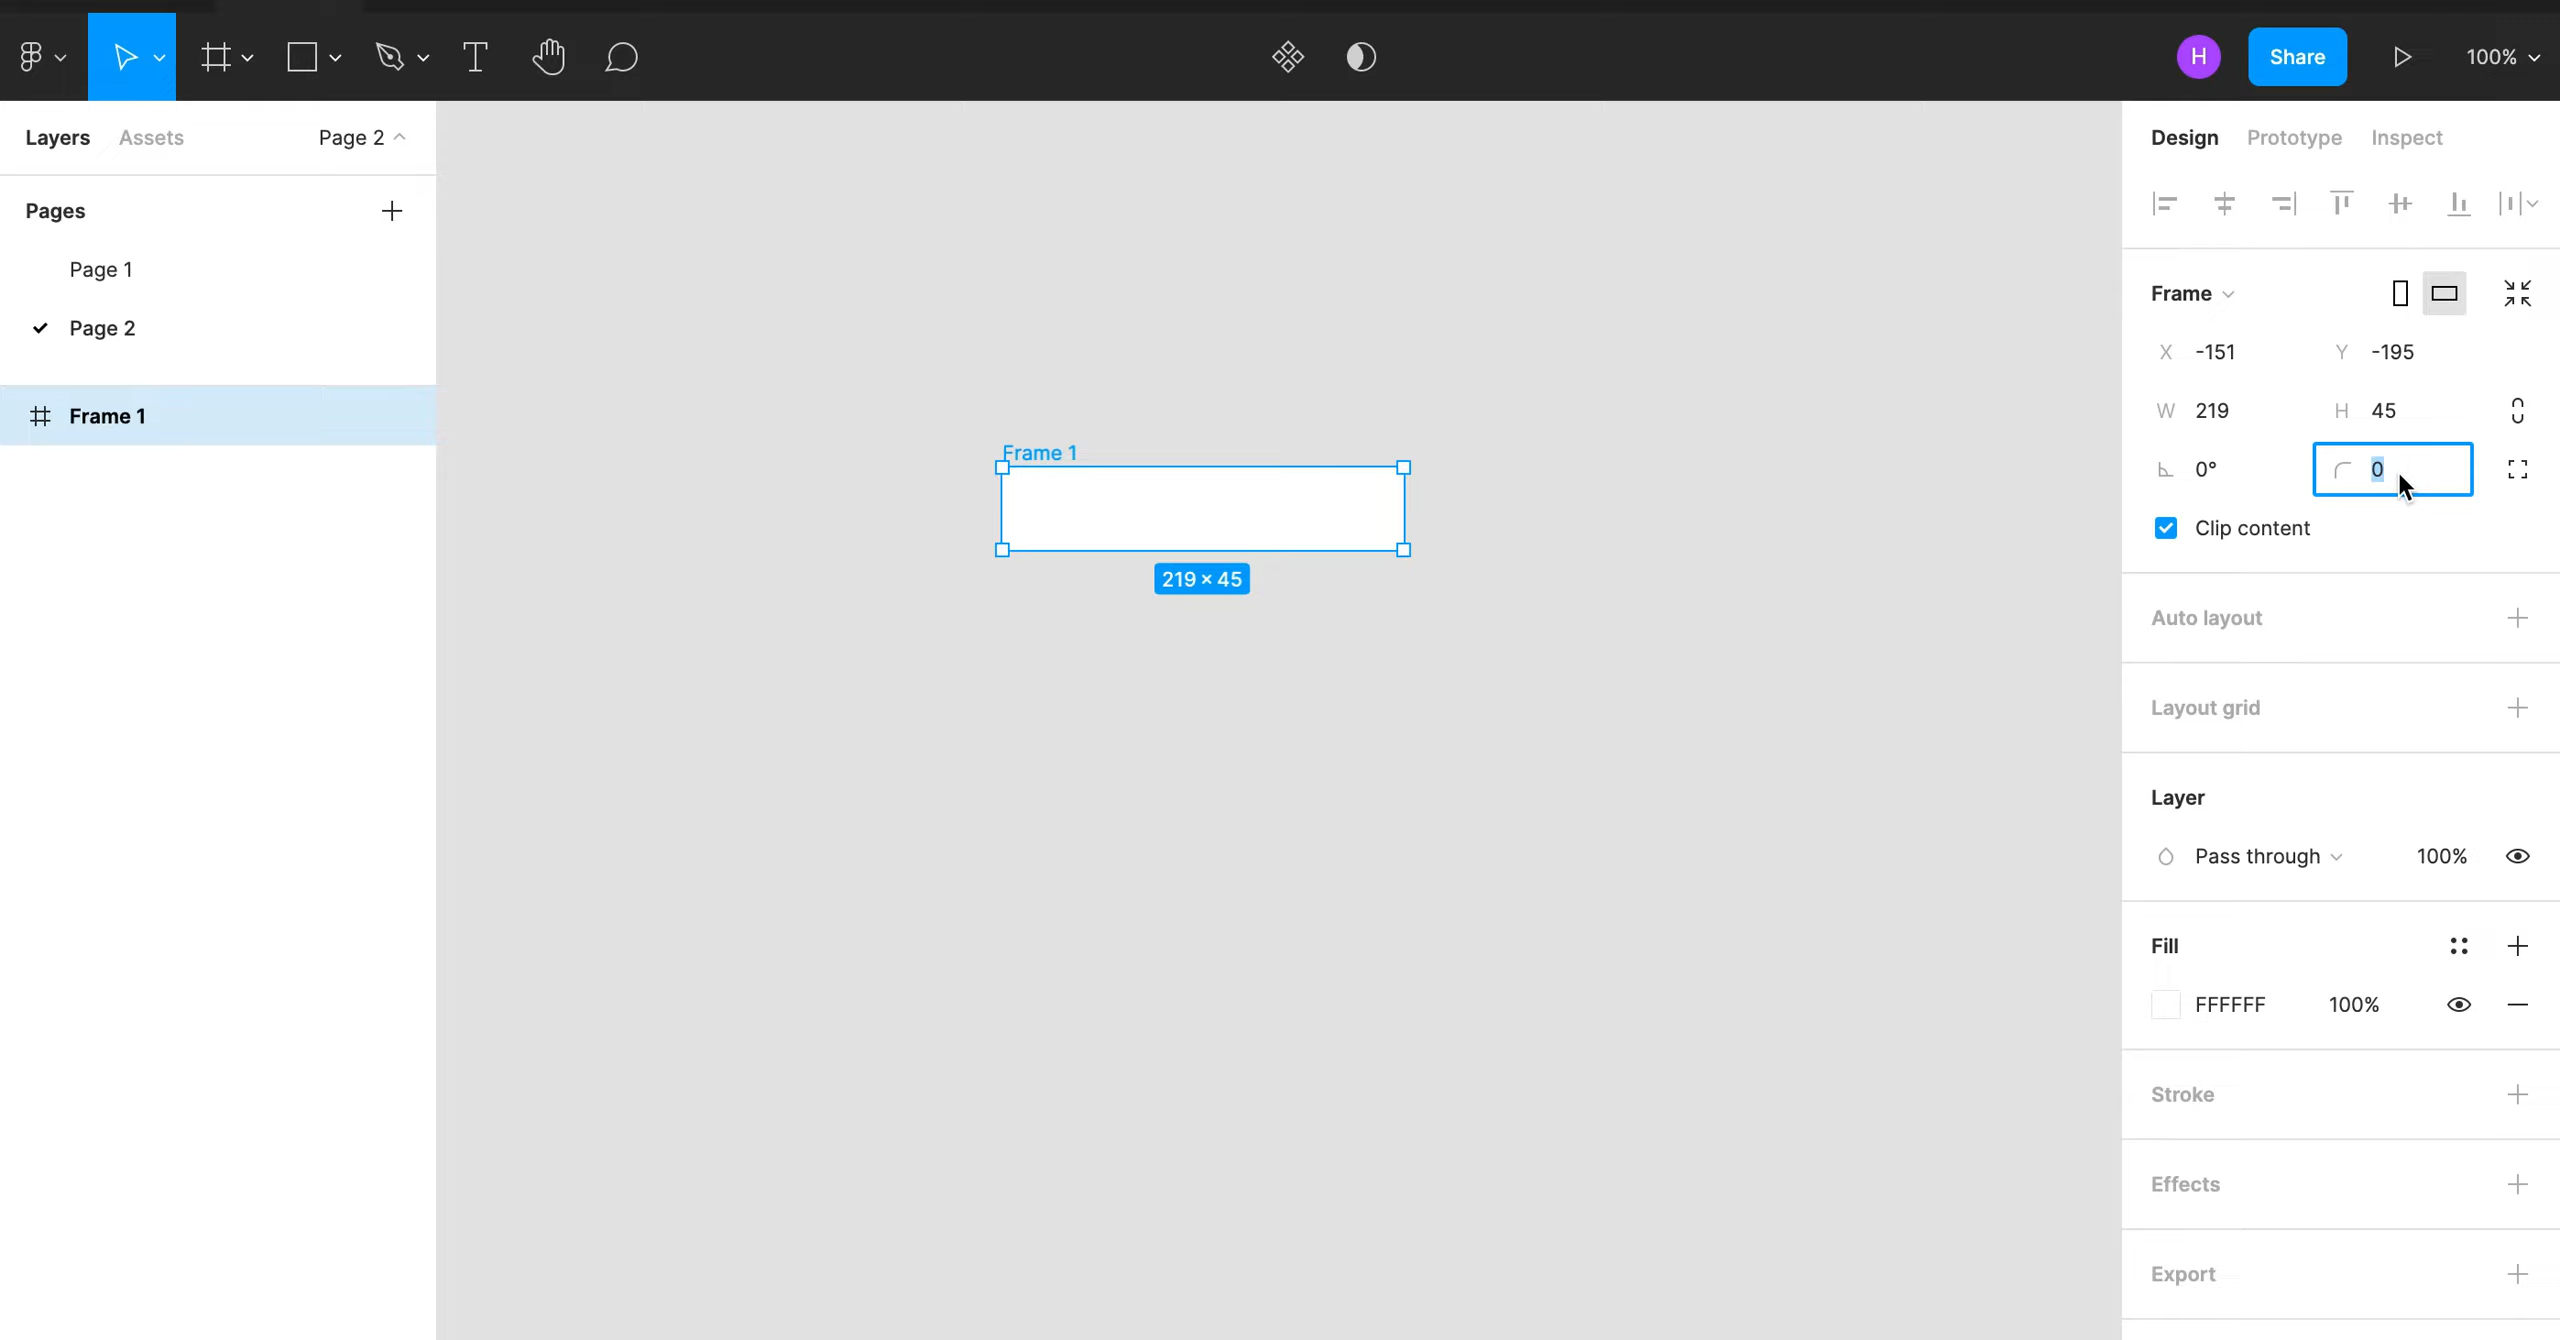 H
Share
100%
Layers
Assets
Page 2
Design
Prototype
Inspect
Pages
Page 1
Page 2
Frame
X -151
Y -195
W 219
H 45
0°
0
Clip content
Frame 1
Frame 1
219 × 45
Auto layout
Layout grid
Layer
Pass through
100%
Fill
FFFFFF
100%
Stroke
Effects
Export